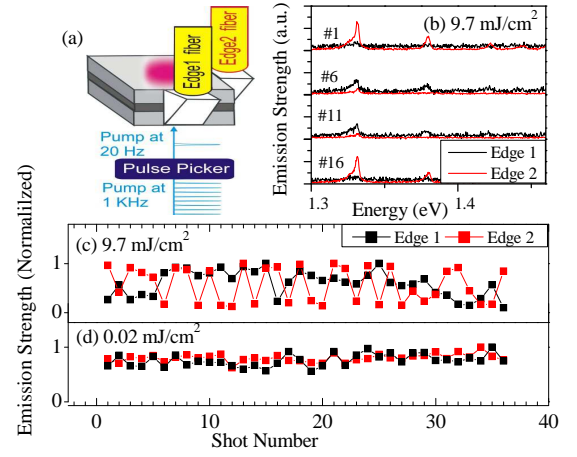 (a)
Edge1 fiber
Edge2 fiber
Pump at
20 Hz
Pulse Picker
Pump at
1 KHz
(b) 9.7 mJ/cm²
Emission Strength (a.u.)
#1
#6
#11
#16
Edge 1
Edge 2
1.3 1.4
Energy (eV)
Emission Strength (Normalilzed)
(c) 9.7 mJ/cm²
Edge 1 Edge 2
1
0
(d) 0.02 mJ/cm²
1
0
0 10 20 30 40
Shot Number